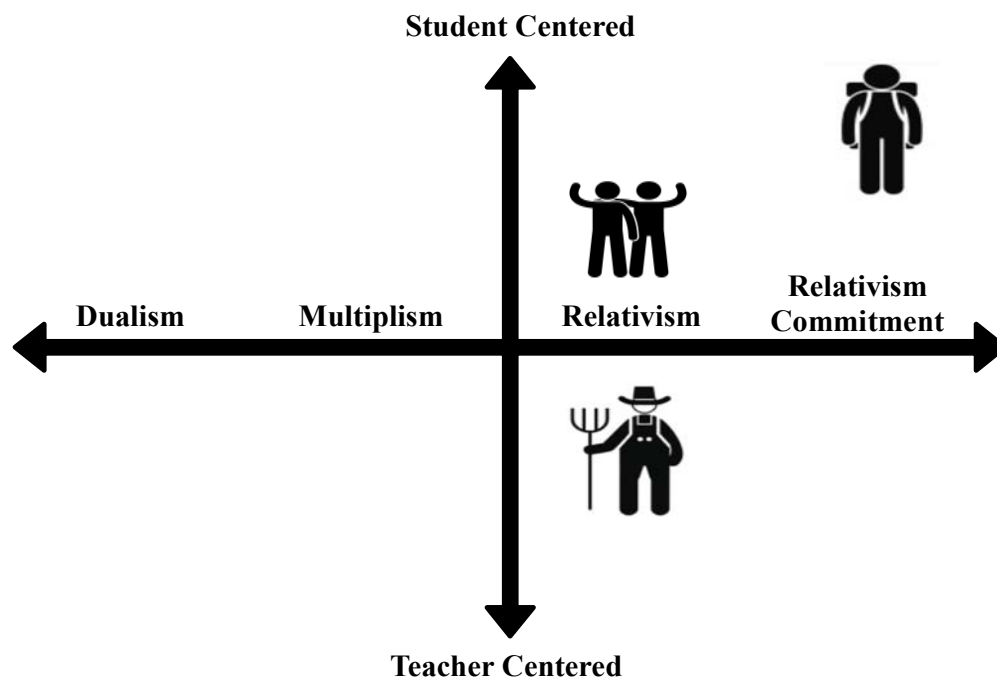 Student Centered
Dualism
Multiplism
Relativism
Relativism
Commitment
Teacher Centered